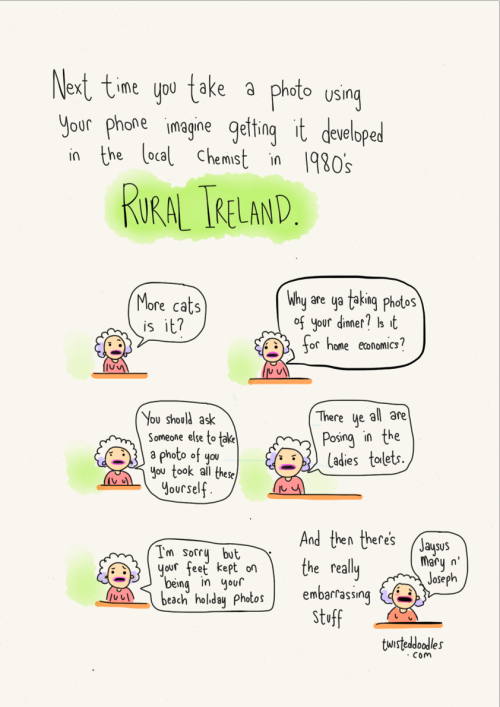 Next time you take a photo using
your phone imagine getting it developed
in the local chemist in 1980's
RURAL IRELAND.
More cats
is it?
Why are ya taking photos
of your dinner? Is it
for home economics?
You should ask
someone else to take
a photo of you
you took all these
yourself.
There ye all are
posing in the
ladies toilets.
I'm sorry but
your feet kept on
being in your
beach holiday photos
And then there's
the really
embarrassing
stuff
Jaysus
Mary n'
Joseph
twisteddoodles
.com